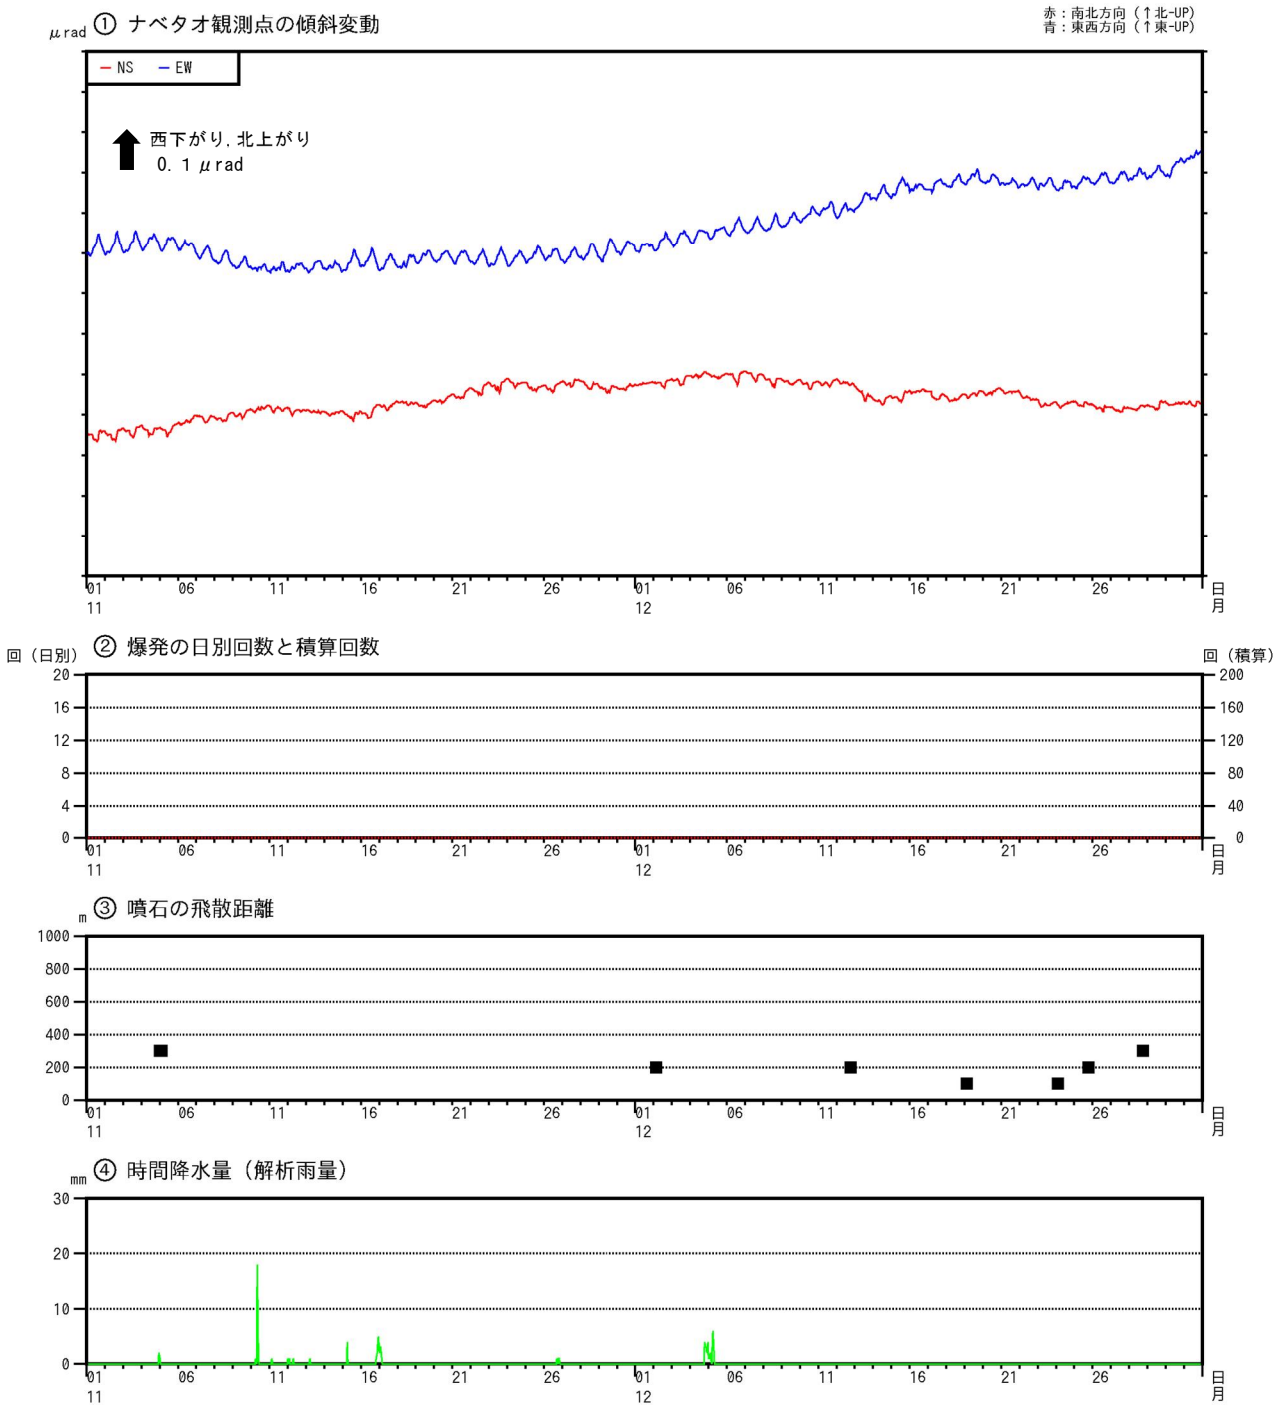 μrad ① ナベタオ観測点の傾斜変動
赤：南北方向（↑北-UP）
青：東西方向（↑東-UP）
NS EW
西下がり, 北上がり
0. 1 μrad
01 06 11 16 21 26 01 06 11 16 21 26 日
11 12 月
② 爆発の日別回数と積算回数
回（日別） 回（積算）
20 200
16 160
12 120
8 80
4 40
0 0
01 06 11 16 21 26 01 06 11 16 21 26 日
11 12 月
m ③ 噴石の飛散距離
1000
800
600
400
200
0
01 06 11 16 21 26 01 06 11 16 21 26 日
11 12 月
mm ④ 時間降水量（解析雨量）
30
20
10
0
01 06 11 16 21 26 01 06 11 16 21 26 日
11 12 月